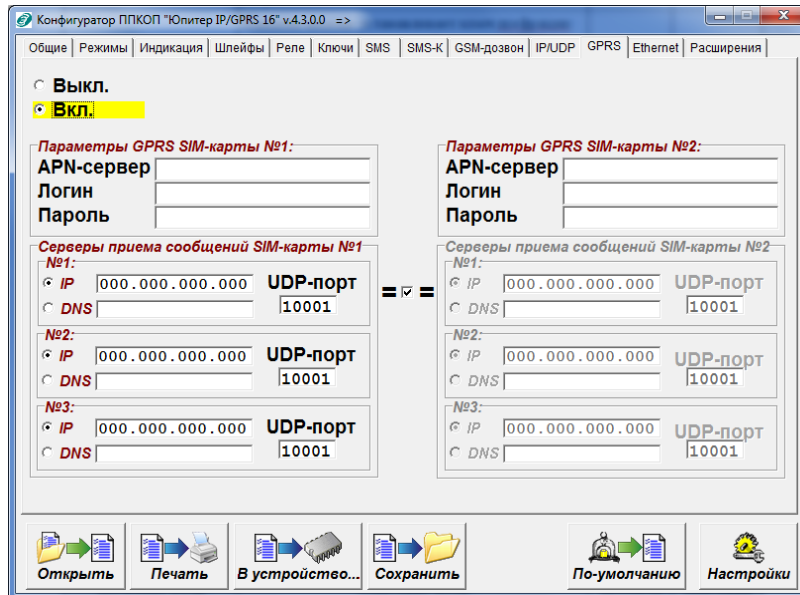 Конфигуратор ППКОП "Юпитер IP/GPRS 16" v.4.3.0.0 =>
Общие Режимы Индикация Шлейфы Реле Ключи SMS SMS-K GSM-дозвон IP/UDP GPRS Ethernet Расширения
Выкл.
Вкл.
Параметры GPRS SIM-карты №1:
APN-сервер
Логин
Пароль
Параметры GPRS SIM-карты №2:
APN-сервер
Логин
Пароль
Серверы приема сообщений SIM-карты №1
№1:
IP 000.000.000.000 UDP-порт
DNS 10001
№2:
IP 000.000.000.000 UDP-порт
DNS 10001
№3:
IP 000.000.000.000 UDP-порт
DNS 10001
= =
Серверы приема сообщений SIM-карты №2
№1:
IP 000.000.000.000 UDP-порт
DNS 10001
№2:
IP 000.000.000.000 UDP-порт
DNS 10001
№3:
IP 000.000.000.000 UDP-порт
DNS 10001
Открыть Печать В устройство... Сохранить По-умолчанию Настройки